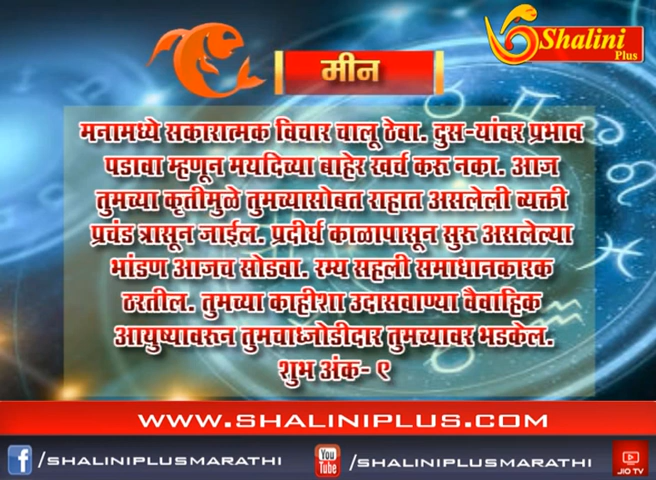 Shalini
Plus
मीन
मनामध्ये सकारात्मक विचार चालू ठेवा. दुस-यांवर प्रभाव
पडावा म्हणून मर्यादेच्या बाहेर खर्च करू नका. आज
तुमच्या कृतीमुळे तुमच्यासोबत राहात असलेली व्यक्ती
प्रचंड त्रासून जाईल. प्रदीर्घ काळापासून सुरू असलेल्या
भांडण आजच सोडवा. रम्य सहली समाधानकारक
ठरतील. तुमच्या काहीशा उदासवाण्या वैवाहिक
आयुष्यावरून तुमचाध्जोडीदार तुमच्यावर भडकेल.
शुभ अंक- ९
WWW.SHALINIPLUS.COM
f /SHALINIPLUSMARATHI
You Tube /SHALINIPLUSMARATHI
JIO TV